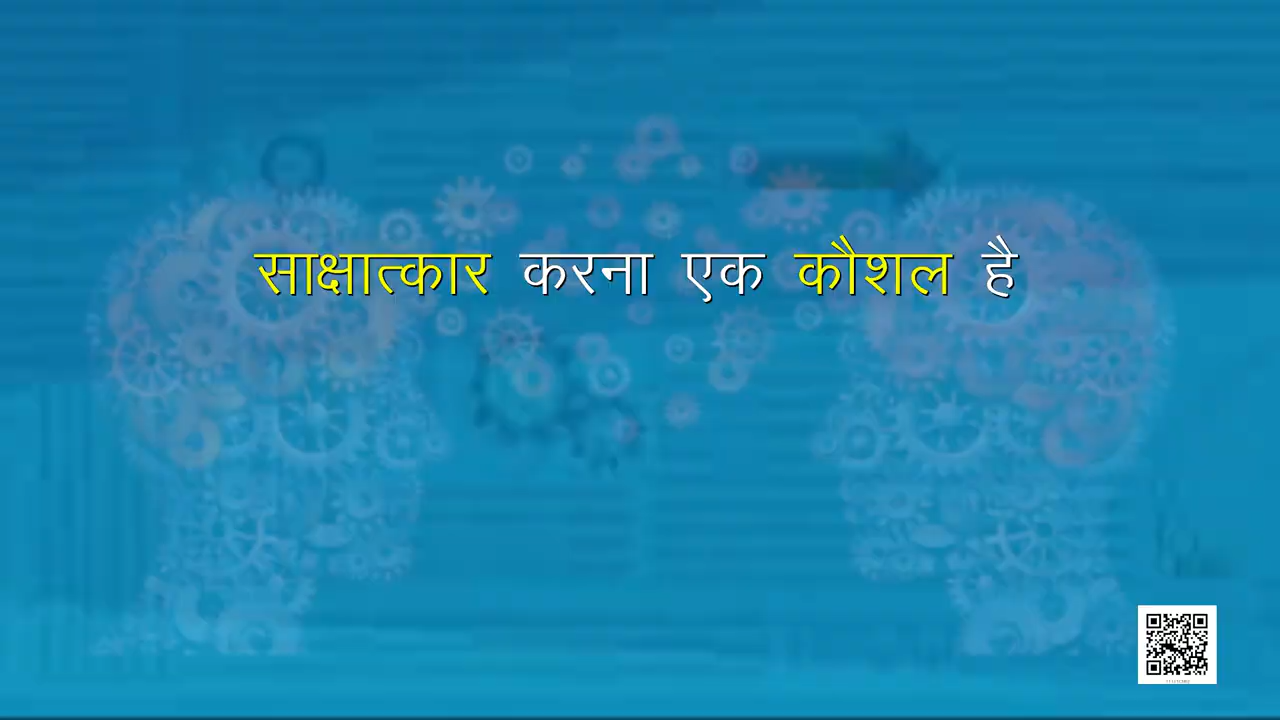 साक्षात्कार करना एक कौशल है